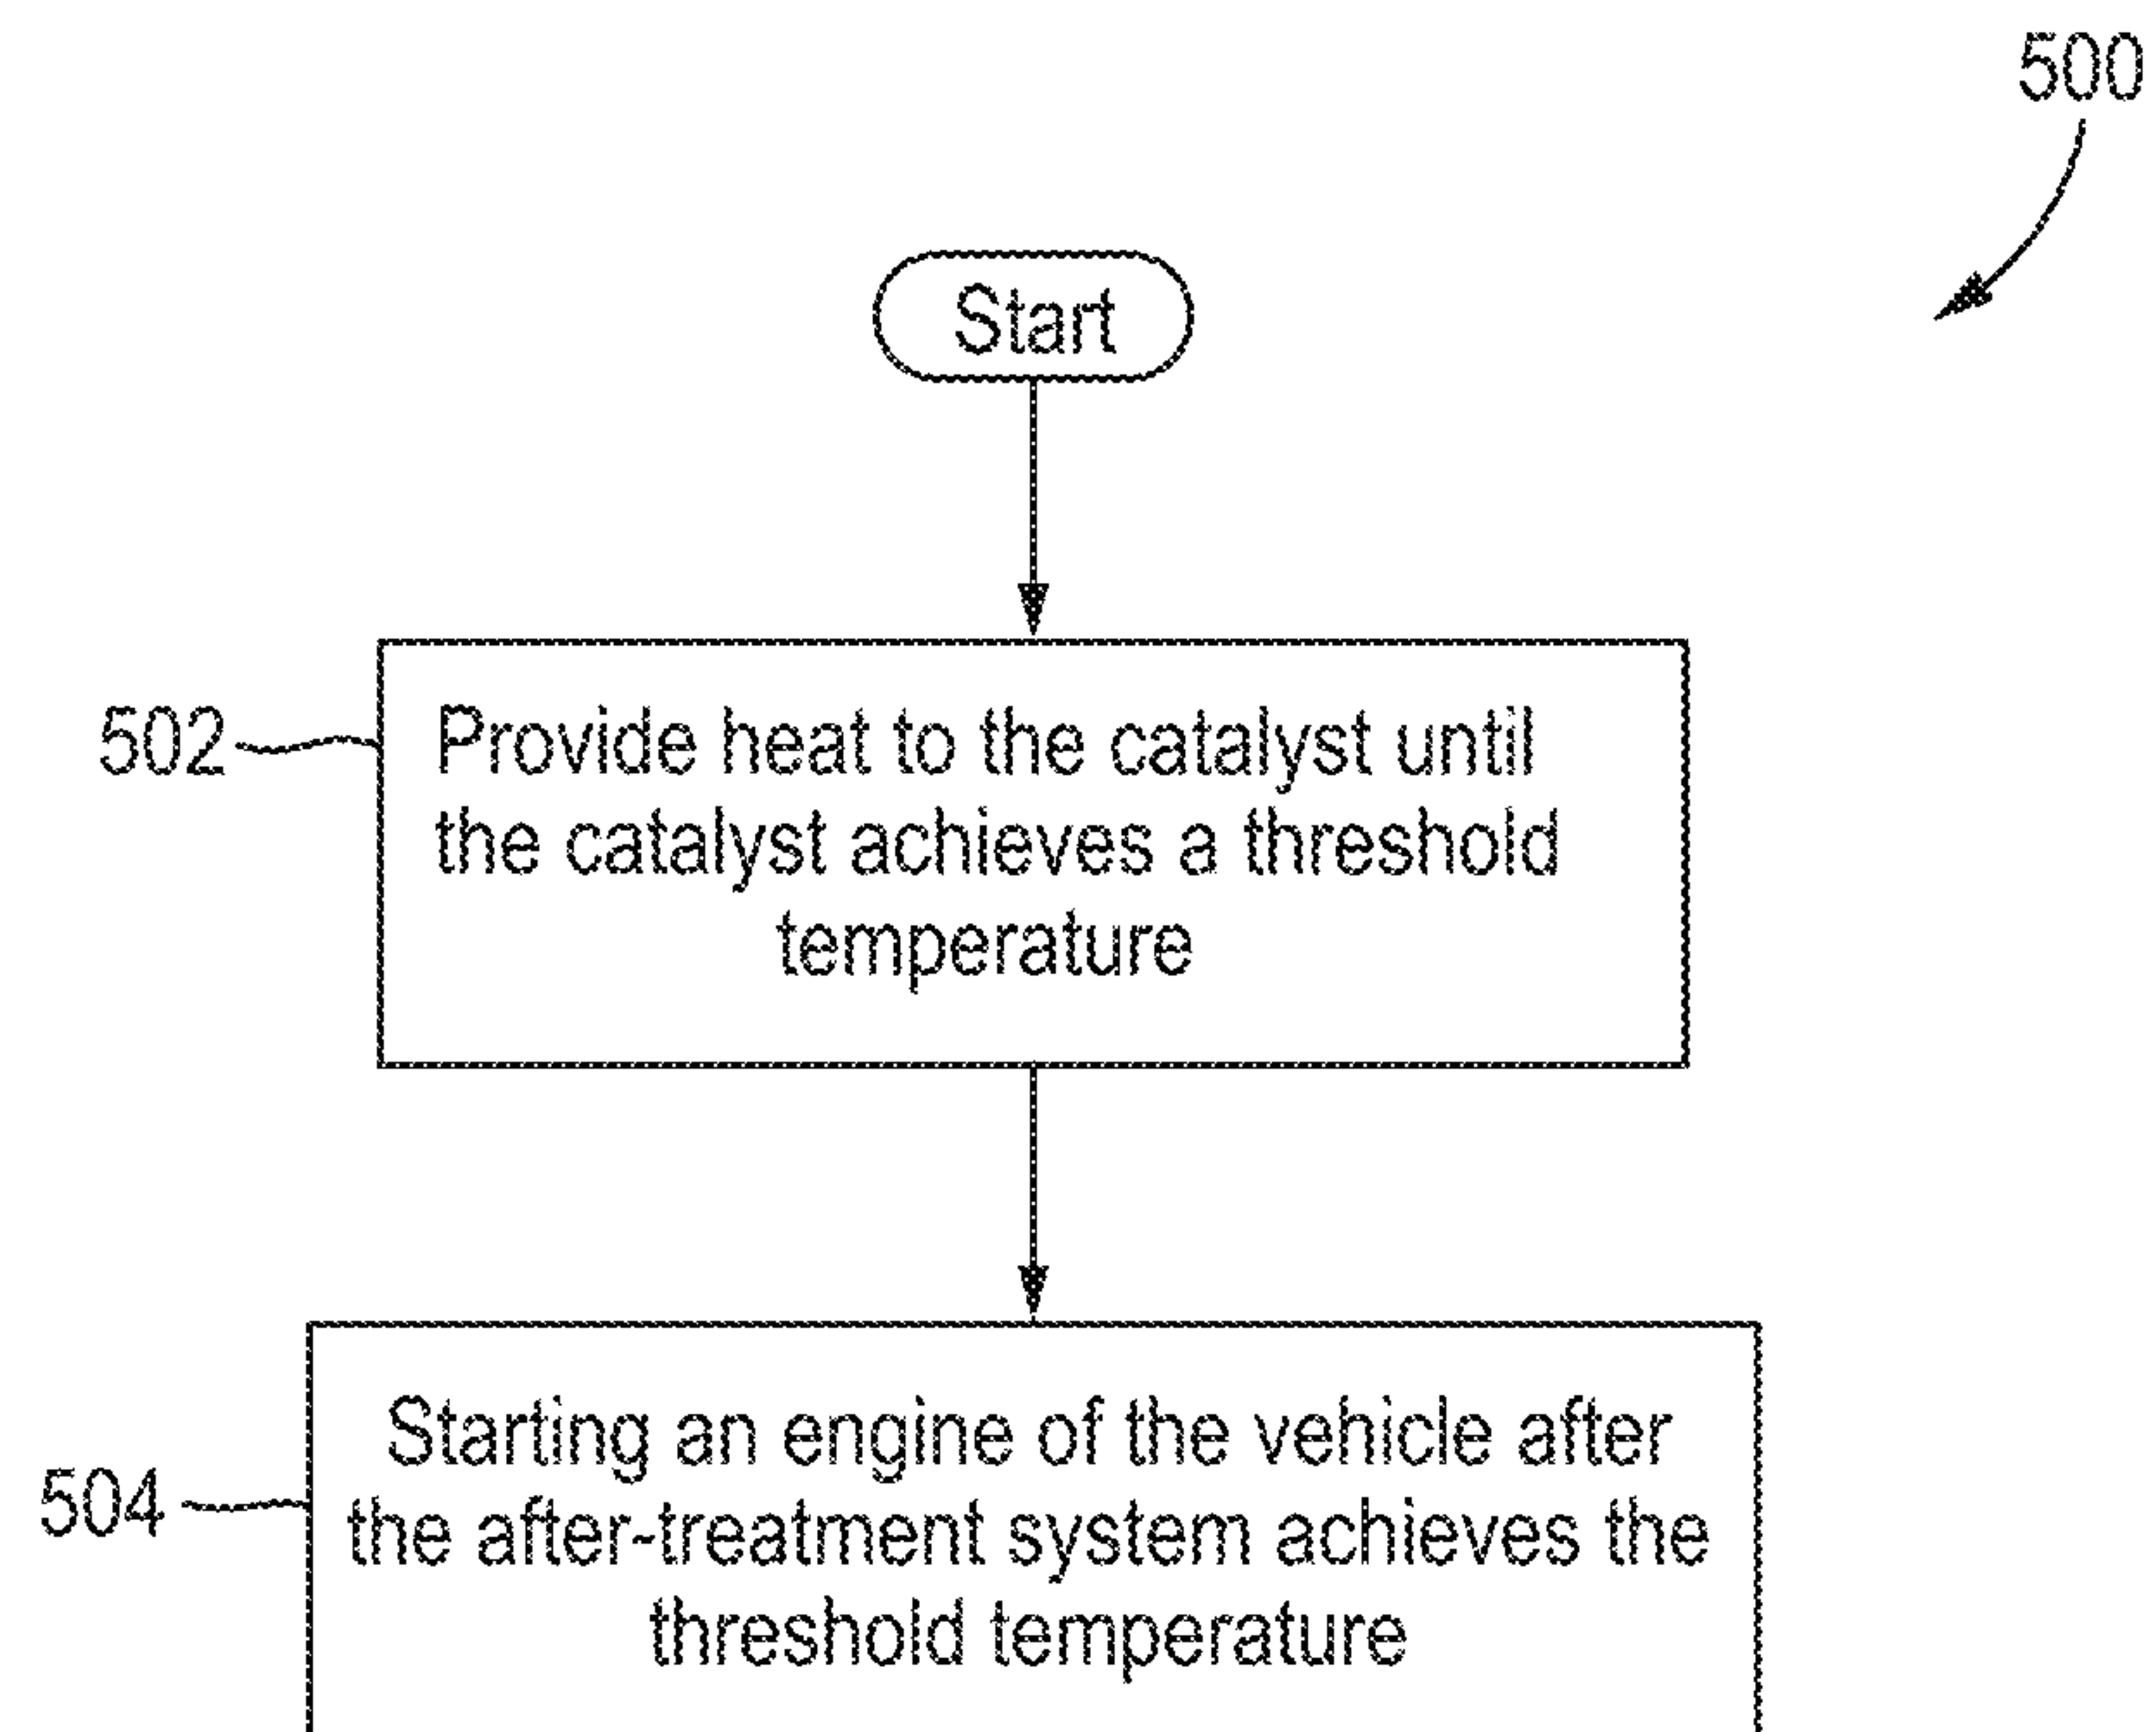 500
Start
502
Provide heat to the catalyst until
the catalyst achieves a threshold
temperature
504
Starting an engine of the vehicle after
the after-treatment system achieves the
threshold temperature